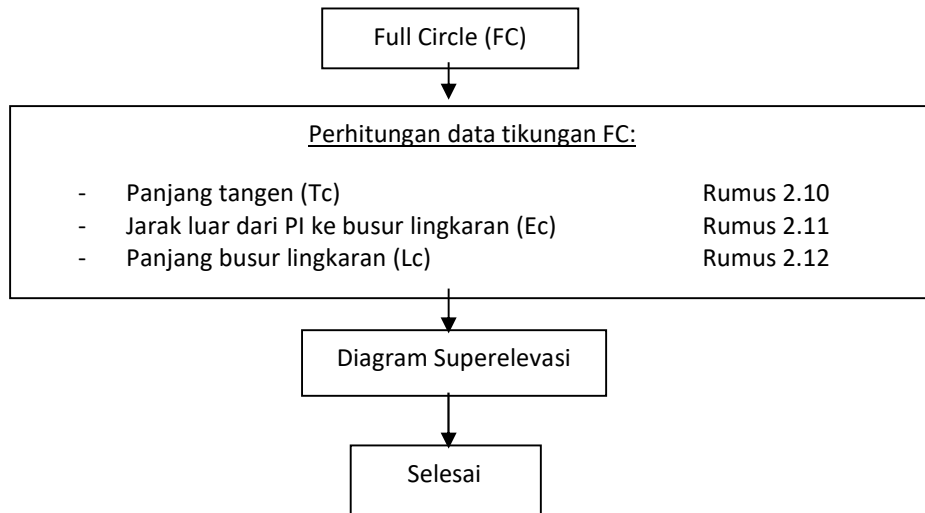 Full Circle (FC)
Perhitungan data tikungan FC:
- Panjang tangen (Tc) Rumus 2.10
- Jarak luar dari PI ke busur lingkaran (Ec) Rumus 2.11
- Panjang busur lingkaran (Lc) Rumus 2.12
Diagram Superelevasi
Selesai